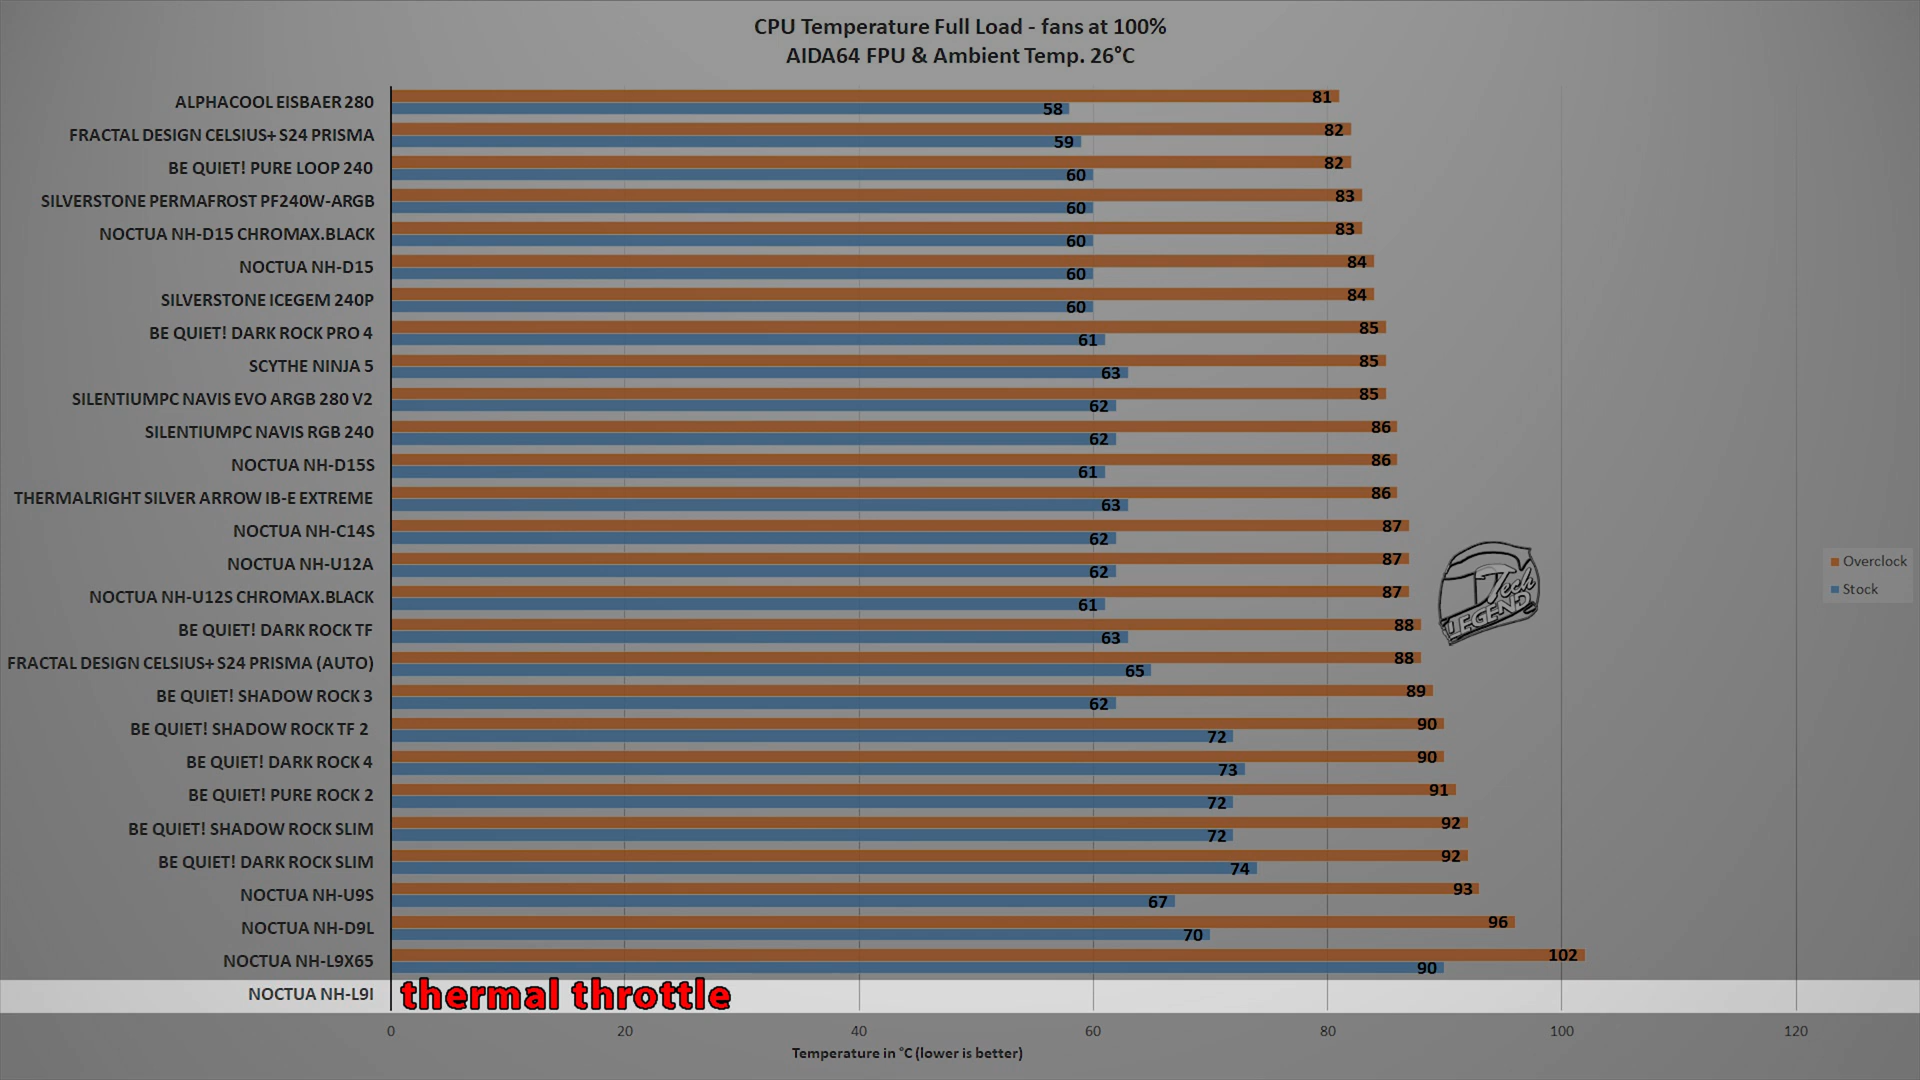 CPU Temperature Full Load - fans at 100%
AIDA64 FPU & Ambient Temp. 26°C
ALPHACOOL EISBAER 280 81 58
FRACTAL DESIGN CELSIUS+ S24 PRISMA 82 59
BE QUIET! PURE LOOP 240 82 60
SILVERSTONE PERMAFROST PF240W-ARGB 83 60
NOCTUA NH-D15 CHROMAX.BLACK 83 60
NOCTUA NH-D15 84 60
SILVERSTONE ICEGEM 240P 84 60
BE QUIET! DARK ROCK PRO 4 85 61
SCYTHE NINJA 5 85 63
SILENTIUMPC NAVIS EVO ARGB 280 V2 85 62
SILENTIUMPC NAVIS RGB 240 86 62
NOCTUA NH-D15S 86 61
THERMALRIGHT SILVER ARROW IB-E EXTREME 86 63
NOCTUA NH-C14S 87 62
NOCTUA NH-U12A 87 62
NOCTUA NH-U12S CHROMAX.BLACK 87 61
BE QUIET! DARK ROCK TF 88 63
FRACTAL DESIGN CELSIUS+ S24 PRISMA (AUTO) 88 65
BE QUIET! SHADOW ROCK 3 89 62
BE QUIET! SHADOW ROCK TF 2 90 72
BE QUIET! DARK ROCK 4 90 73
BE QUIET! PURE ROCK 2 91 72
BE QUIET! SHADOW ROCK SLIM 92 72
BE QUIET! DARK ROCK SLIM 92 74
NOCTUA NH-U9S 93 67
NOCTUA NH-D9L 96 70
NOCTUA NH-L9X65 102 90
NOCTUA NH-L9I thermal throttle
0 20 40 60 80 100 120
Temperature in °C (lower is better)
Tech
LEGEND
Overclock
Stock